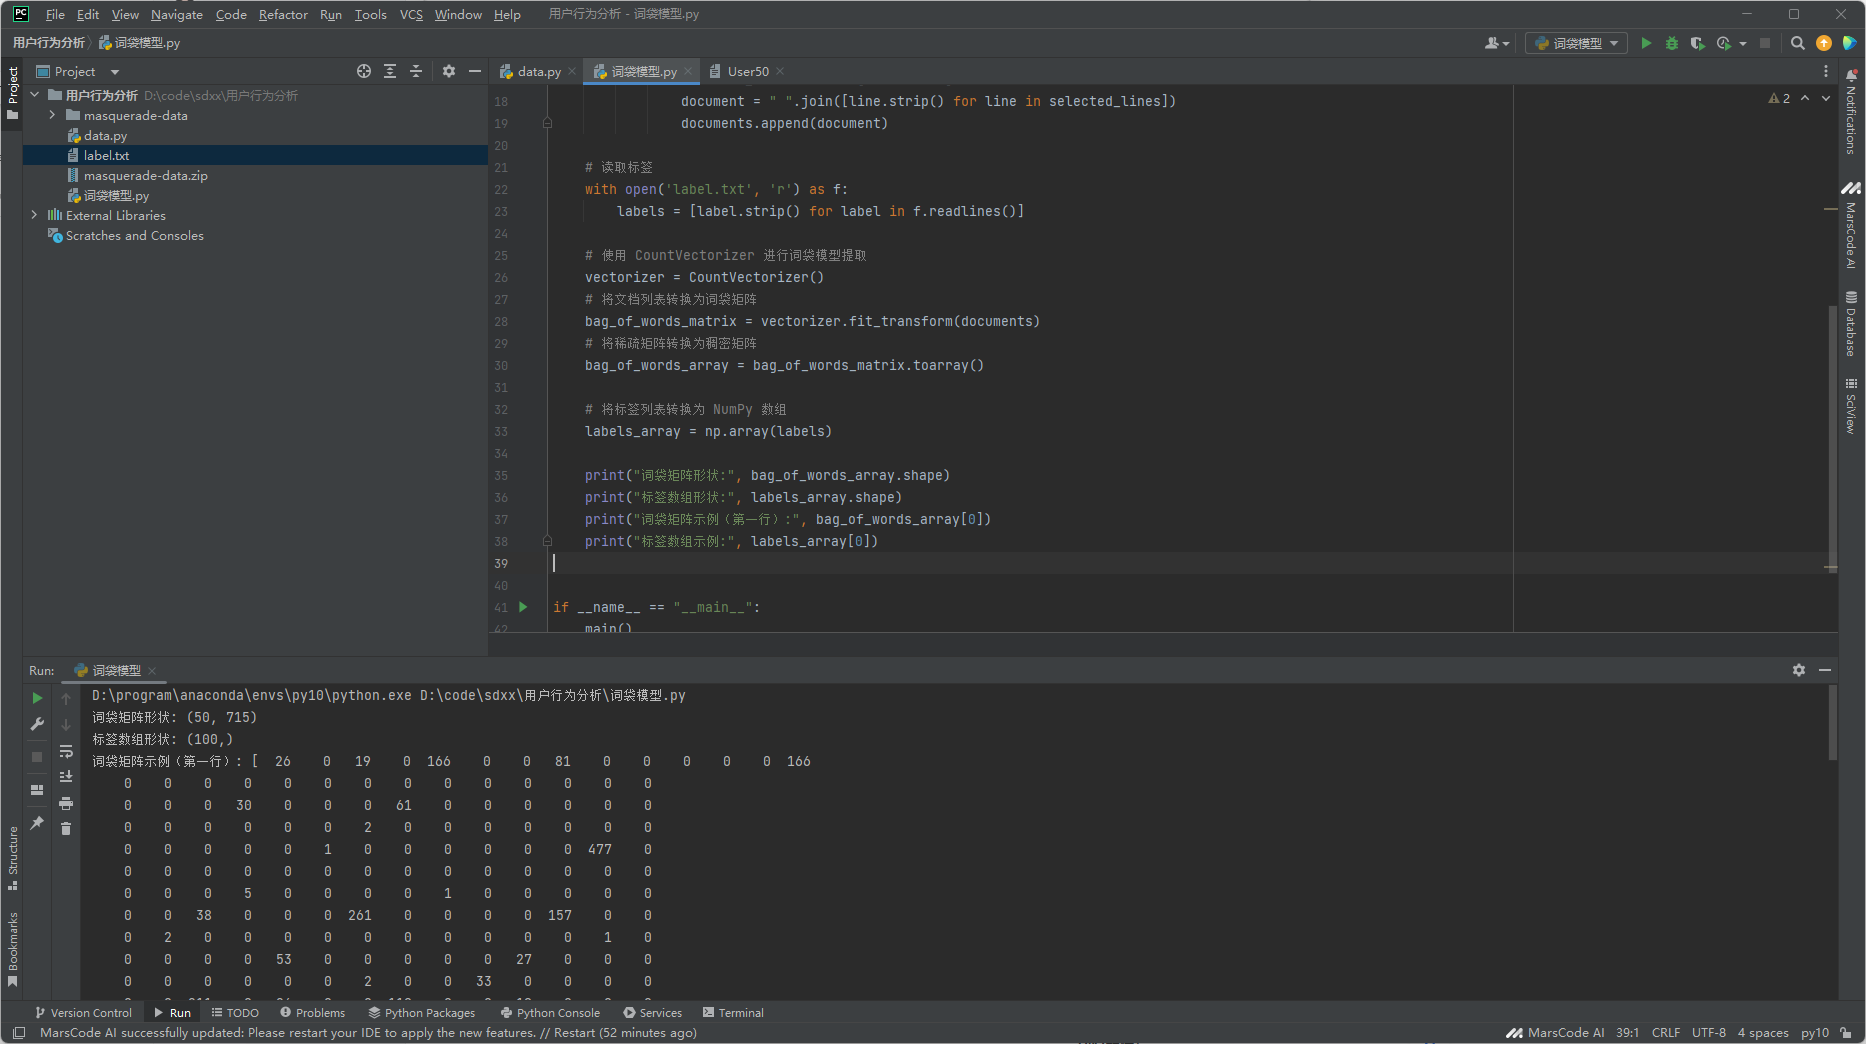 PC File Edit View Navigate Code Refactor Run Tools VCS Window Help 用户行为分析 - 词袋模型.py
用户行为分析 词袋模型.py 词袋模型
Project
Project
用户行为分析 D:\code\sdxx\用户行为分析
masquerade-data
data.py
label.txt
masquerade-data.zip
词袋模型.py
External Libraries
Scratches and Consoles
data.py 词袋模型.py User50
2
18 document = " ".join([line.strip() for line in selected_lines])
19 documents.append(document)
20
21 # 读取标签
22 with open('label.txt', 'r') as f:
23 labels = [label.strip() for label in f.readlines()]
24
25 # 使用 CountVectorizer 进行词袋模型提取
26 vectorizer = CountVectorizer()
27 # 将文档列表转换为词袋矩阵
28 bag_of_words_matrix = vectorizer.fit_transform(documents)
29 # 将稀疏矩阵转换为稠密矩阵
30 bag_of_words_array = bag_of_words_matrix.toarray()
31
32 # 将标签列表转换为 NumPy 数组
33 labels_array = np.array(labels)
34
35 print("词袋矩阵形状:", bag_of_words_array.shape)
36 print("标签数组形状:", labels_array.shape)
37 print("词袋矩阵示例（第一行）:", bag_of_words_array[0])
38 print("标签数组示例:", labels_array[0])
39
40
41 if __name__ == "__main__":
42 main()
Notifications
MarsCode AI
Database
SciView
Run: 词袋模型
D:\program\anaconda\envs\py10\python.exe D:\code\sdxx\用户行为分析\词袋模型.py
词袋矩阵形状: (50, 715)
标签数组形状: (100,)
词袋矩阵示例（第一行）: [ 26 0 19 0 166 0 0 81 0 0 0 0 0 166
0 0 0 0 0 0 0 0 0 0 0 0 0 0
0 0 0 30 0 0 0 61 0 0 0 0 0 0
0 0 0 0 0 0 2 0 0 0 0 0 0 0
0 0 0 0 0 1 0 0 0 0 0 0 477 0
0 0 0 0 0 0 0 0 0 0 0 0 0 0
0 0 0 5 0 0 0 0 1 0 0 0 0 0
0 0 38 0 0 0 261 0 0 0 0 157 0 0
0 2 0 0 0 0 0 0 0 0 0 0 1 0
0 0 0 0 53 0 0 0 0 0 27 0 0 0
0 0 0 0 0 0 2 0 0 33 0 0 0 0
Structure
Bookmarks
Version Control Run TODO Problems Python Packages Python Console Services Terminal
MarsCode AI successfully updated: Please restart your IDE to apply the new features. // Restart (52 minutes ago) MarsCode AI 39:1 CRLF UTF-8 4 spaces py10